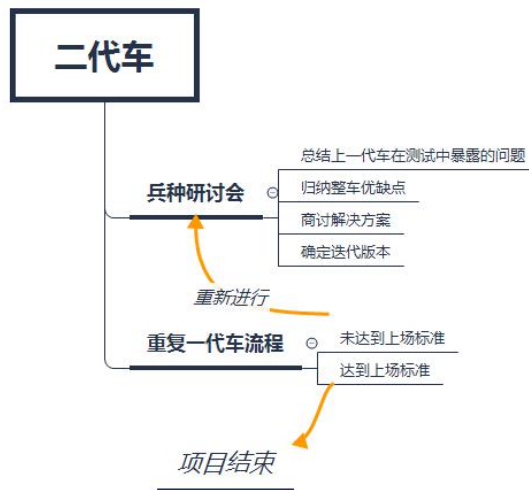 二代车
兵种研讨会
总结上一代车在测试中暴露的问题
归纳整车优缺点
商讨解决方案
确定迭代版本
重新进行
重复一代车流程
未达到上场标准
达到上场标准
项目结束